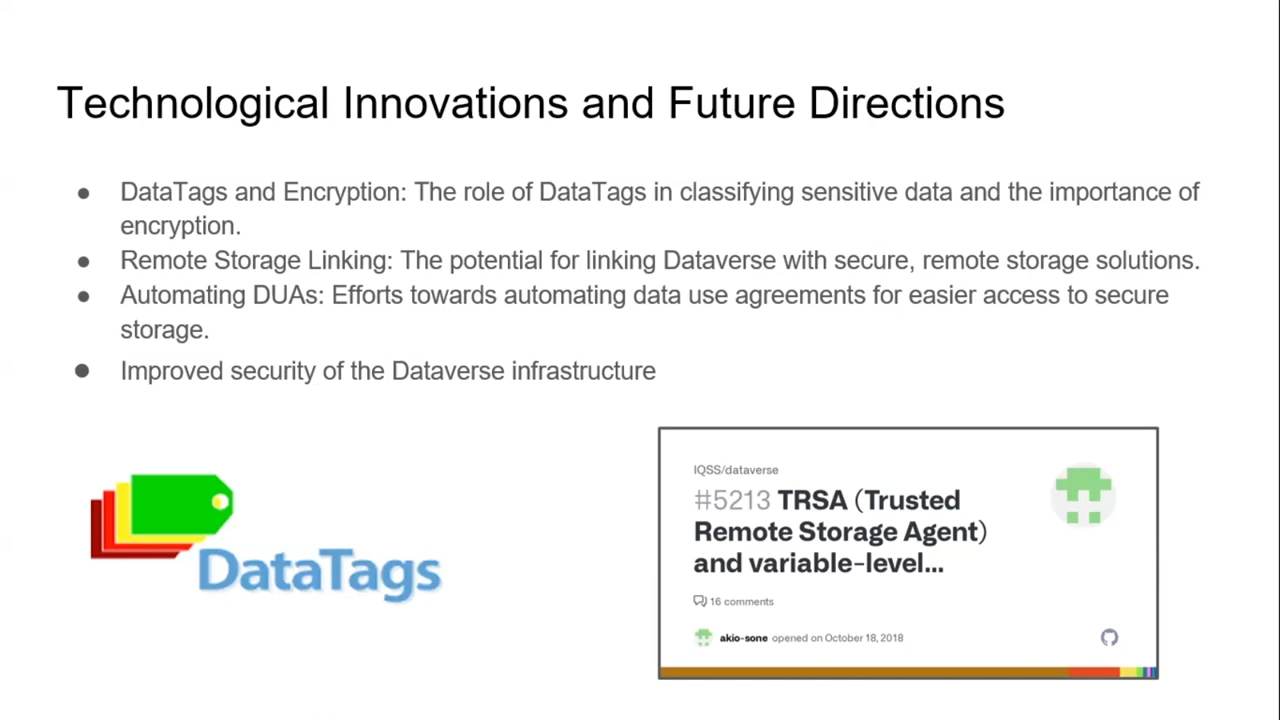 Technological Innovations and Future Directions
● DataTags and Encryption: The role of DataTags in classifying sensitive data and the importance of
encryption.
● Remote Storage Linking: The potential for linking Dataverse with secure, remote storage solutions.
● Automating DUAs: Efforts towards automating data use agreements for easier access to secure
storage.
● Improved security of the Dataverse infrastructure
DataTags
IQSS/dataverse
#5213 TRSA (Trusted
Remote Storage Agent)
and variable-level...
16 comments
akio-sone opened on October 18, 2018